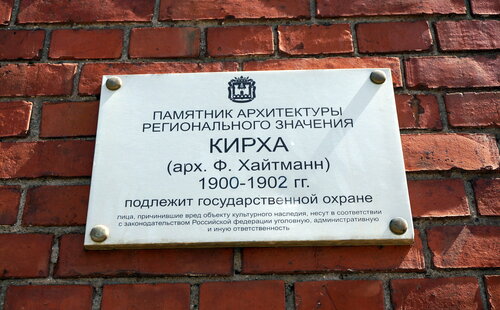 ПАМЯТНИК АРХИТЕКТУРЫ
РЕГИОНАЛЬНОГО ЗНАЧЕНИЯ
КИРХА
(арх. Ф. Хайтманн)
1900-1902 гг.
подлежит государственной охране
лица, причинившие вред объекту культурного наследия, несут в соответствии
с законодательством Российской федерации уголовную, административную
и иную ответственность